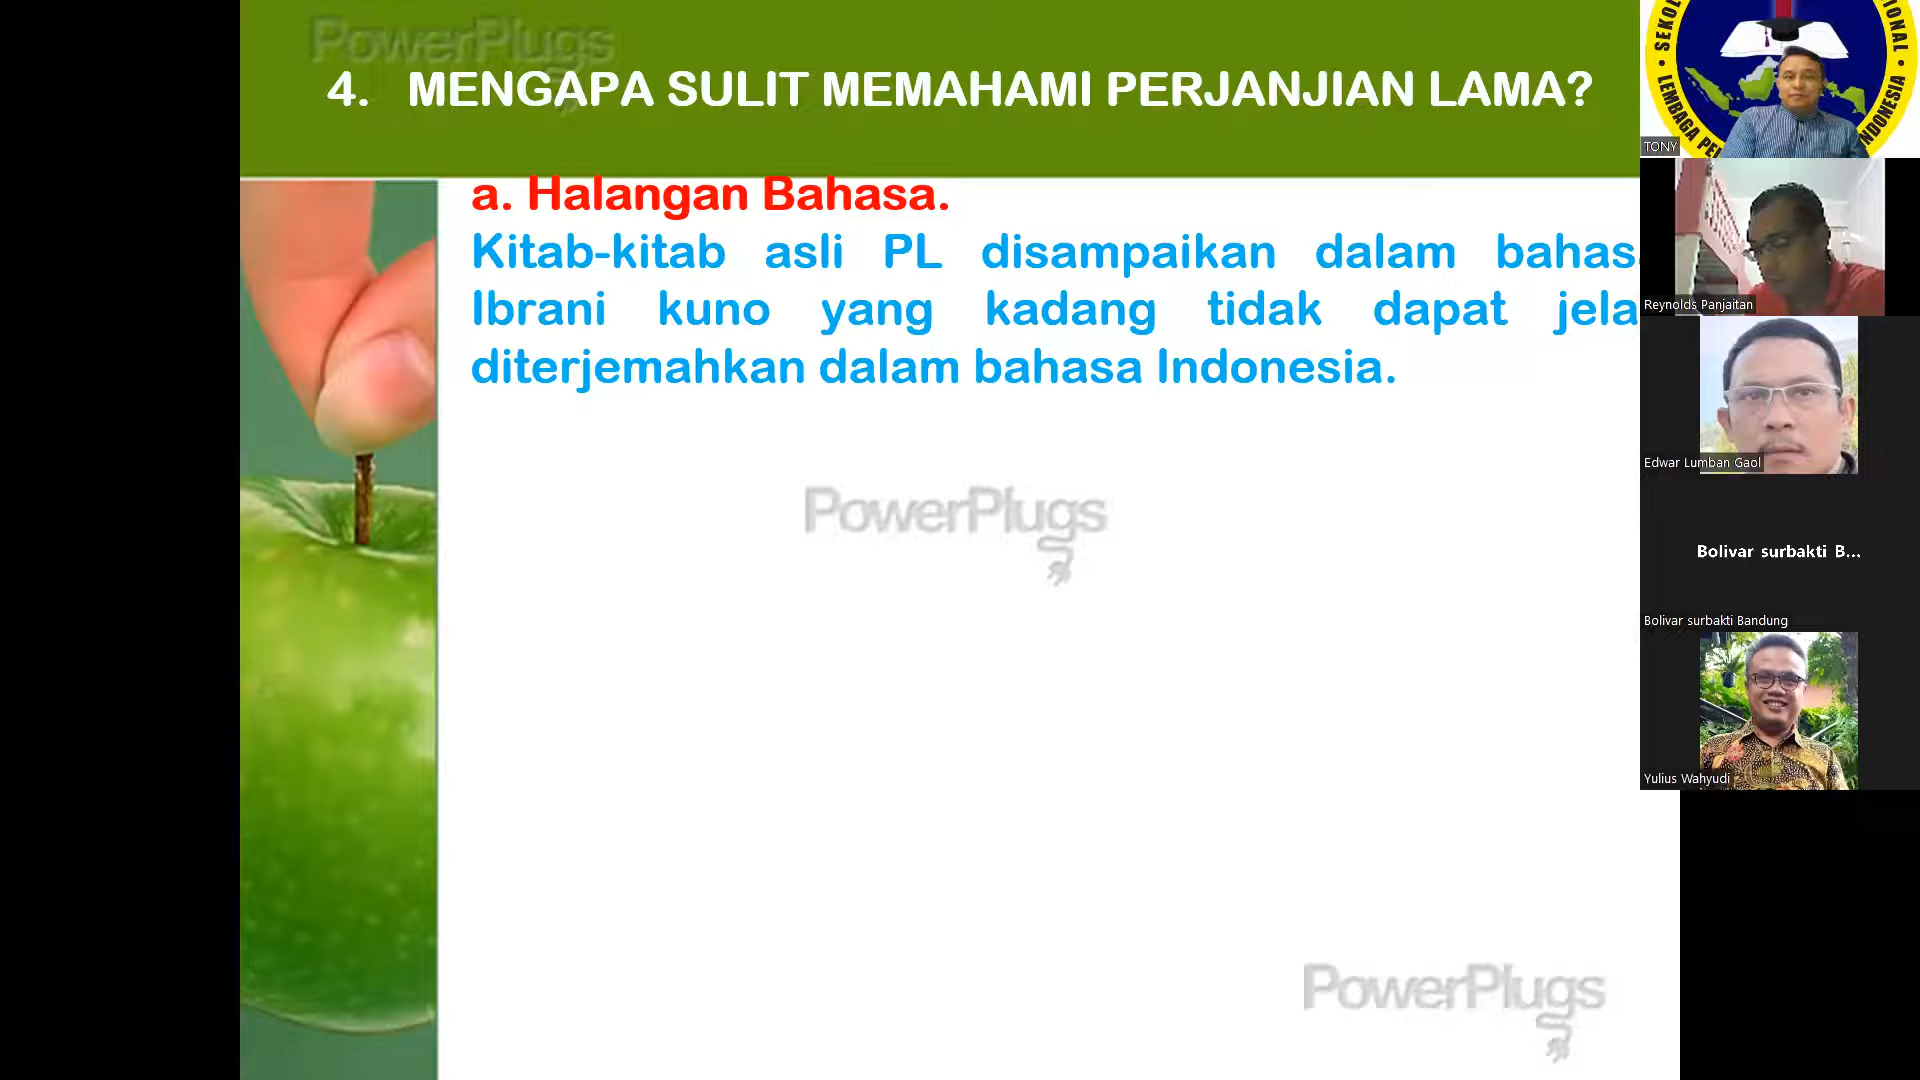 PowerPlugs
4. MENGAPA SULIT MEMAHAMI PERJANJIAN LAMA?
a. Halangan Bahasa.
Kitab-kitab asli PL disampaikan dalam
Ibrani kuno yang kadang tidak dapat
diterjemahkan dalam bahasa Indonesia.
PowerPlugs
PowerPlugs
LEMBAGA
TONY
Reynolds Panjaitan
Edwar Lumban Gaol
Bolivar surbakti B...
Bolivar surbakti Bandung
Yulius Wahyudi